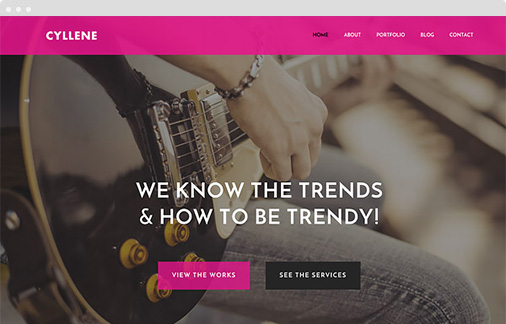 CYLLENE
HOME ABOUT PORTFOLIO BLOG CONTACT
WE KNOW THE TRENDS
& HOW TO BE TRENDY!
VIEW THE WORKS SEE THE SERVICES